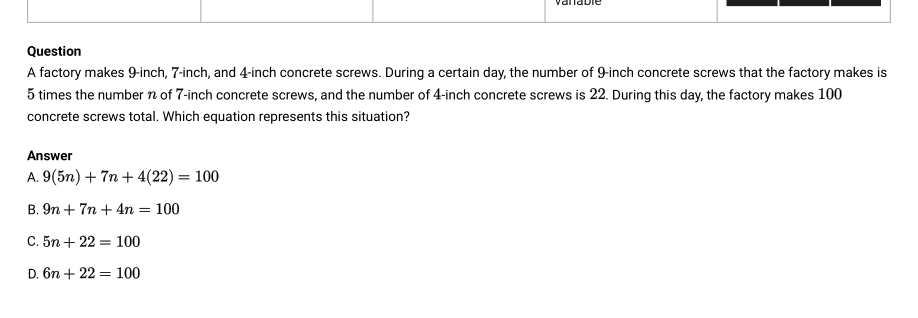 variable
Question
A factory makes 9-inch, 7-inch, and 4-inch concrete screws. During a certain day, the number of 9-inch concrete screws that the factory makes is
5 times the number n of 7-inch concrete screws, and the number of 4-inch concrete screws is 22. During this day, the factory makes 100
concrete screws total. Which equation represents this situation?
Answer
A. 9(5n) + 7n + 4(22) = 100
B. 9n + 7n + 4n = 100
C. 5n + 22 = 100
D. 6n + 22 = 100